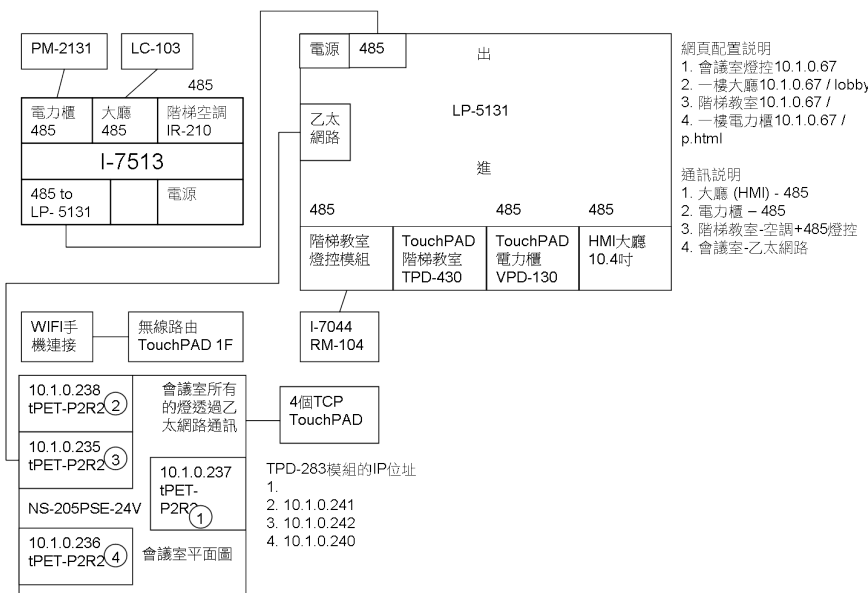 PM-2131
LC-103
485
電力櫃
485
大廳
485
階梯空調
IR-210
I-7513
485 to
LP- 5131
電源
電源
485
出
乙太
網路
LP-5131
進
485
485
485
階梯教室
燈控模組
TouchPAD
階梯教室
TPD-430
TouchPAD
電力櫃
VPD-130
HMI大廳
10.4吋
I-7044
RM-104
網頁配置説明
1. 會議室燈控10.1.0.67
2. 一樓大廳10.1.0.67 / lobby
3. 階梯教室10.1.0.67 /
4. 一樓電力櫃10.1.0.67 /
p.html
通訊説明
1. 大廳 (HMI) - 485
2. 電力櫃 – 485
3. 階梯教室-空調+485燈控
4. 會議室-乙太網路
WIFI手
機連接
無線路由
TouchPAD 1F
10.1.0.238
tPET-P2R2 2
會議室所有
的燈透過乙
太網路通訊
4個TCP
TouchPAD
10.1.0.235
tPET-P2R2 3
10.1.0.237
tPET-
P2R2 1
NS-205PSE-24V
10.1.0.236
tPET-P2R2 4
會議室平面圖
TPD-283模組的IP位址
1.
2. 10.1.0.241
3. 10.1.0.242
4. 10.1.0.240